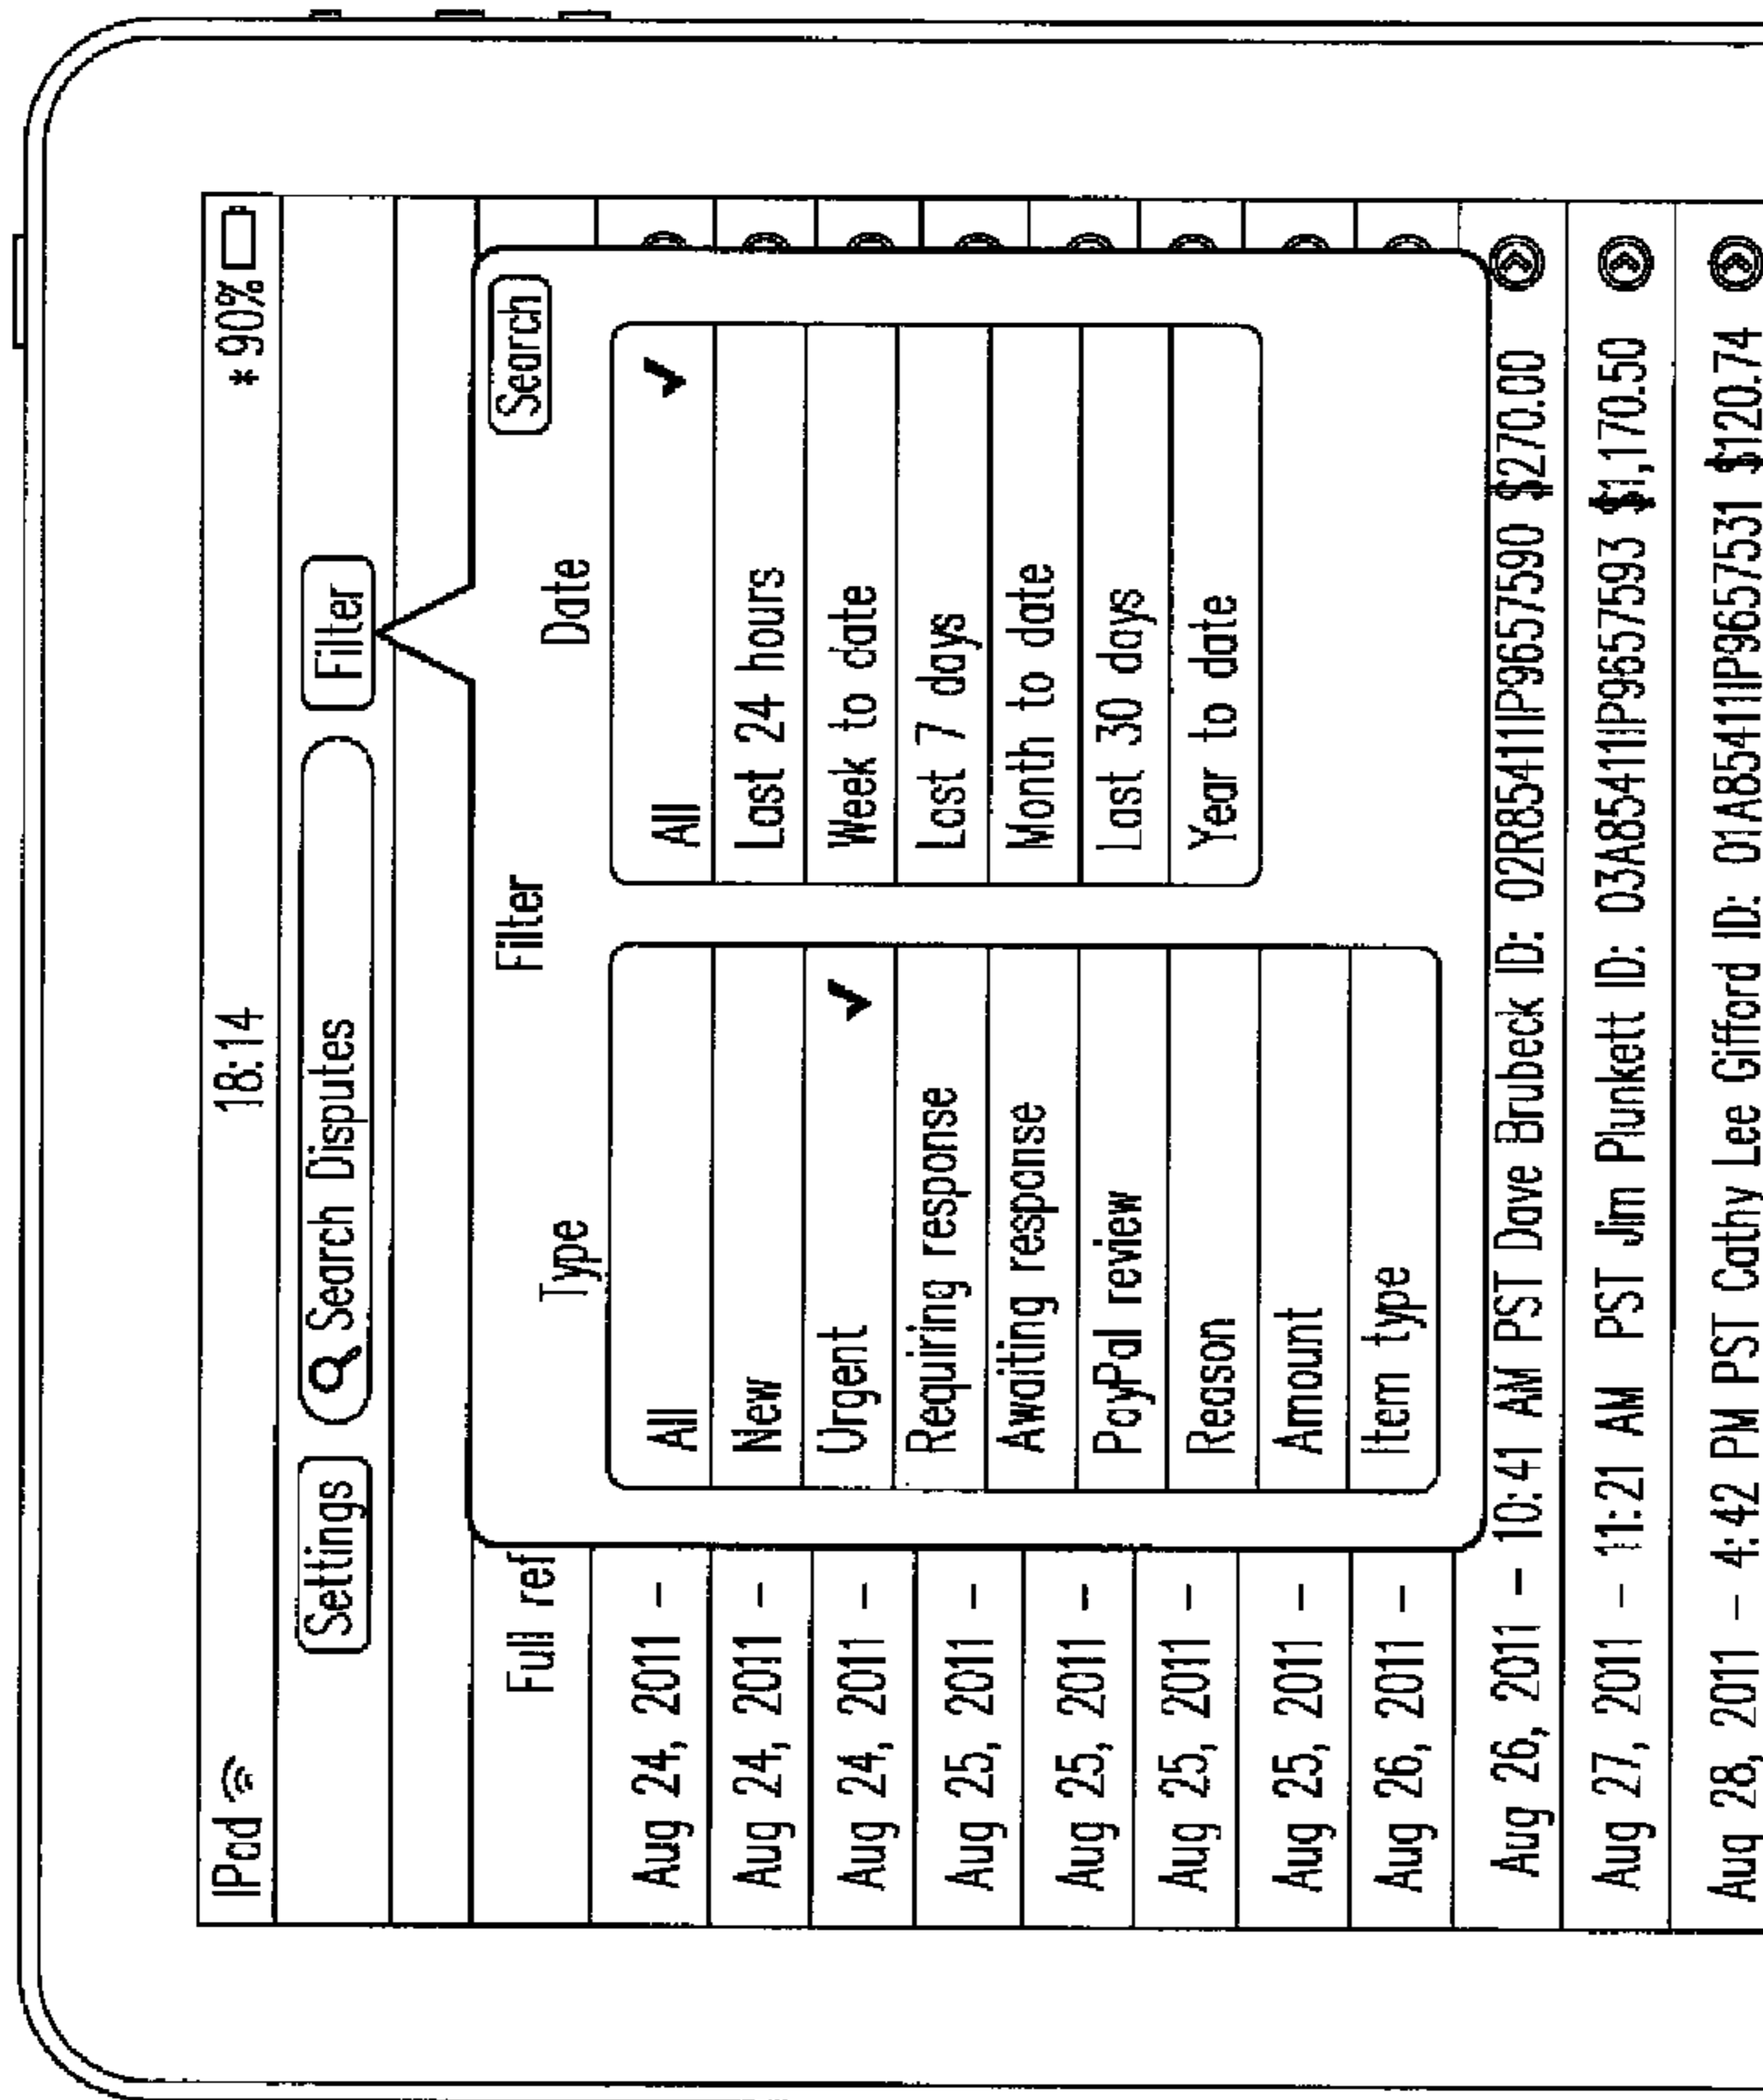 IPad 18:14 * 90%
Settings Search Disputes Filter
Full ref
Filter Search
Type
All
New
Urgent
Requiring response
Awaiting response
PayPal review
Reason
Amount
Item type
Date
All
Last 24 hours
Week to date
Last 7 days
Month to date
Last 30 days
Year to date
Aug 24, 2011 -
Aug 24, 2011 -
Aug 24, 2011 -
Aug 25, 2011 -
Aug 25, 2011 -
Aug 25, 2011 -
Aug 25, 2011 -
Aug 26, 2011 -
Aug 26, 2011 - 10:41 AM PST Dave Brubeck ID: 02R85411IP9657590 $270.00
Aug 27, 2011 - 11:21 AM PST Jim Plunkett ID: 03A85411IP9657593 $1,170.50
Aug 28, 2011 - 4:42 PM PST Cathy Lee Gifford ID: 01A85411IP9657531 $120.74